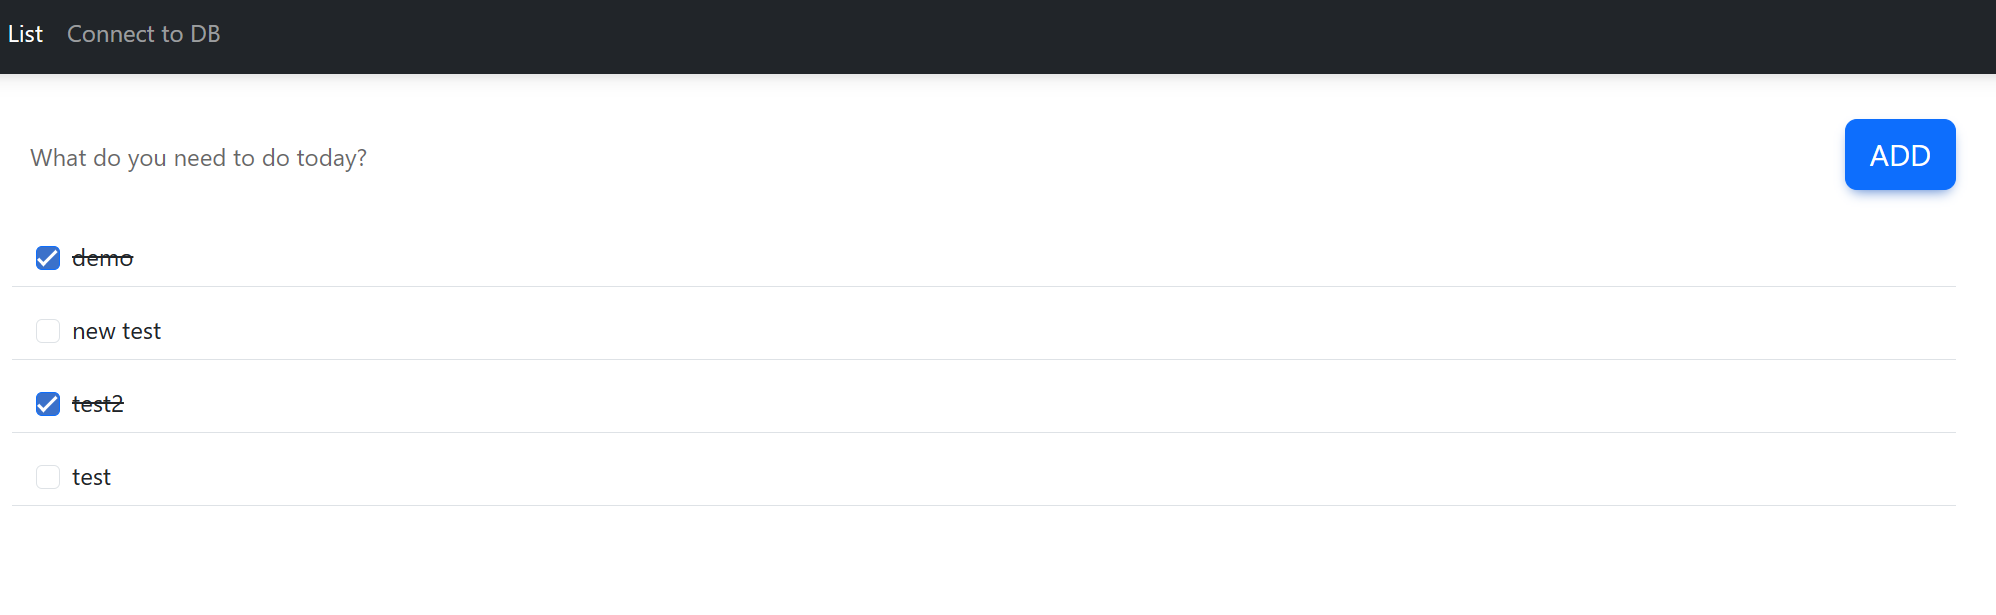 List Connect to DB
What do you need to do today?
ADD
demo
new test
test2
test